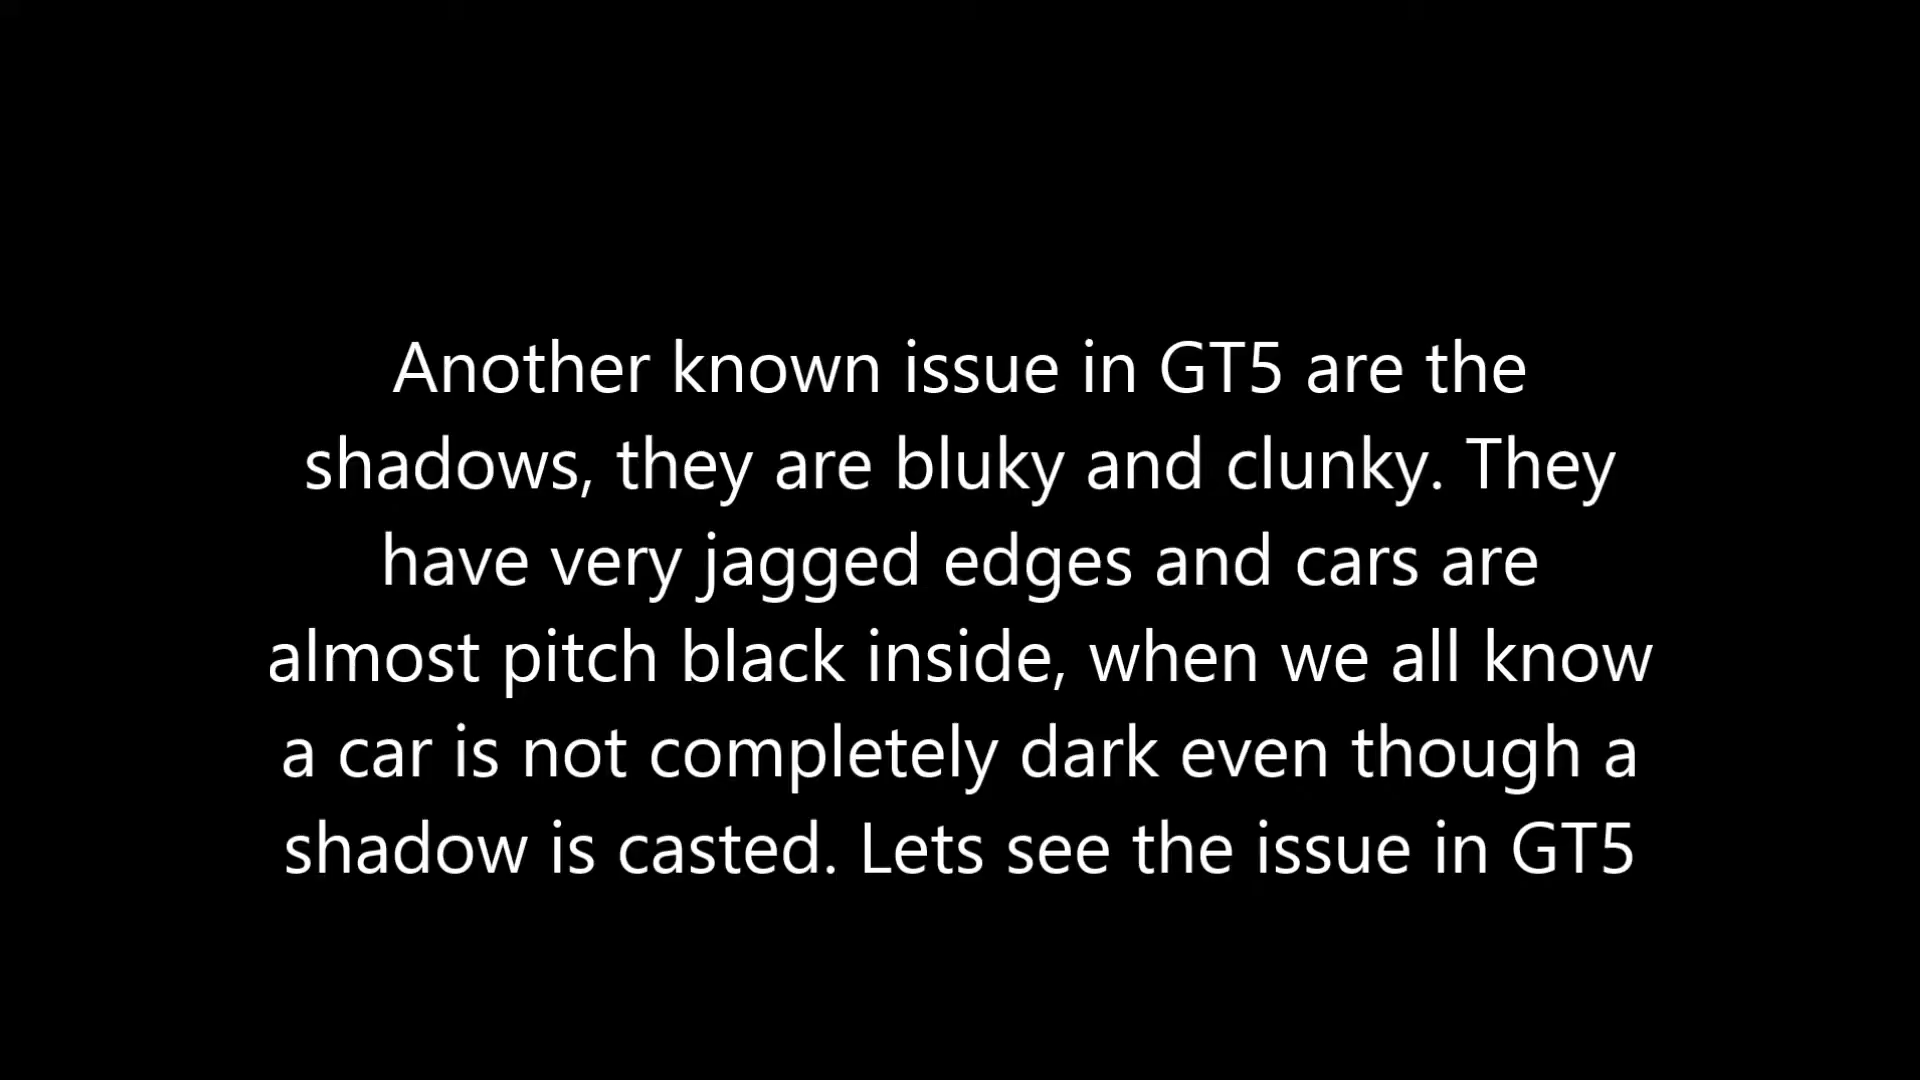 Another known issue in GT5 are the
shadows, they are bluky and clunky. They
have very jagged edges and cars are
almost pitch black inside, when we all know
a car is not completely dark even though a
shadow is casted. Lets see the issue in GT5